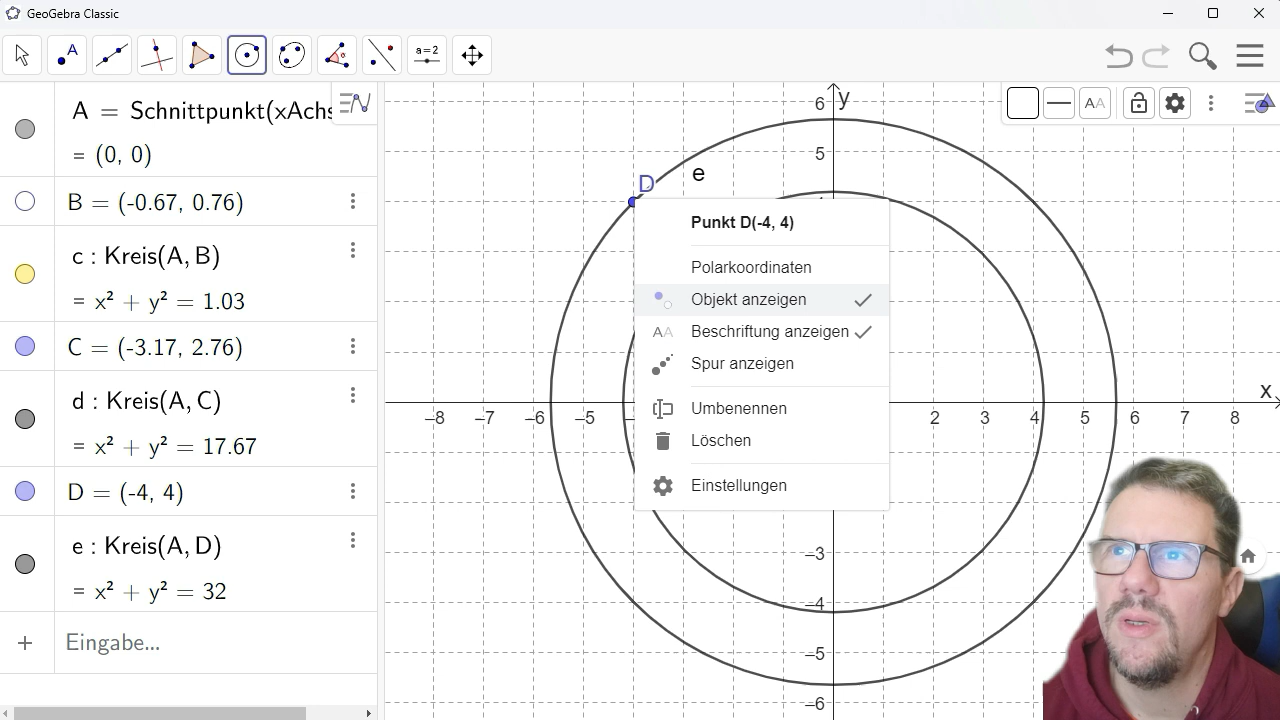 GeoGebra Classic
A
a=2
A = Schnittpunkt(xAchs
= (0, 0)
B = (-0.67, 0.76)
c : Kreis(A, B)
= x² + y² = 1.03
C = (-3.17, 2.76)
d : Kreis(A, C)
= x² + y² = 17.67
D = (-4, 4)
e : Kreis(A, D)
= x² + y² = 32
+ Eingabe...
AA
y
6
5
D
e
Punkt D(-4, 4)
Polarkoordinaten
Objekt anzeigen
AA Beschriftung anzeigen
Spur anzeigen
Umbenennen
Löschen
Einstellungen
x
–8 –7 –6 –5 2 3 4 5 6 7 8
–3
–4
–5
–6